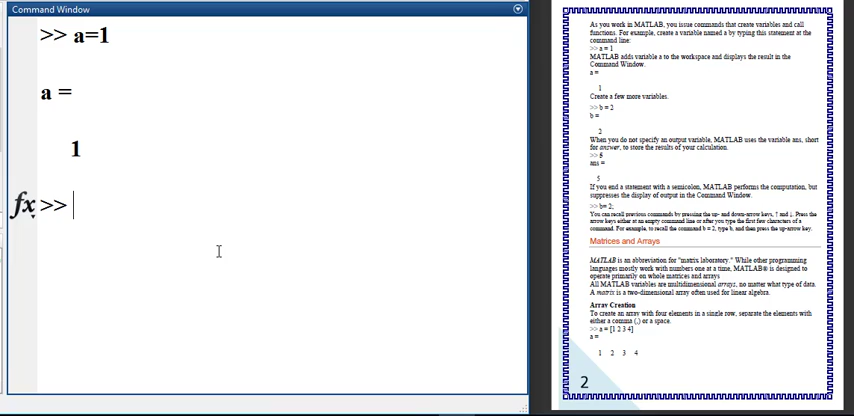 Command Window
>> a=1
a =
1
fx >>
As you work in MATLAB, you issue commands that create variables and call
functions. For example, create a variable named a by typing this statement at the
command line:
>> a = 1
MATLAB adds variable a to the workspace and displays the result in the
Command Window.
a =
1
Create a few more variables.
>> b = 2
b =
2
When you do not specify an output variable, MATLAB uses the variable ans, short
for answer, to store the results of your calculation.
>>
ans =
5
If you end a statement with a semicolon, MATLAB performs the computation, but
suppresses the display of output in the Command Window.
>> b= 2;
You can recall previous commands by pressing the up- and down-arrow keys, ↑ and ↓. Press the
arrow keys either at an empty command line or after you type the first few characters of a
command. For example, to recall the command b = 2, type b, and then press the up-arrow key.
Matrices and Arrays
MATLAB is an abbreviation for "matrix laboratory." While other programming
languages mostly work with numbers one at a time, MATLAB® is designed to
operate primarily on whole matrices and arrays
All MATLAB variables are multidimensional arrays, no matter what type of data.
A matrix is a two-dimensional array often used for linear algebra.
Array Creation
To create an array with four elements in a single row, separate the elements with
either a comma (,) or a space.
>> a = [1 2 3 4]
a =
1 2 3 4
2